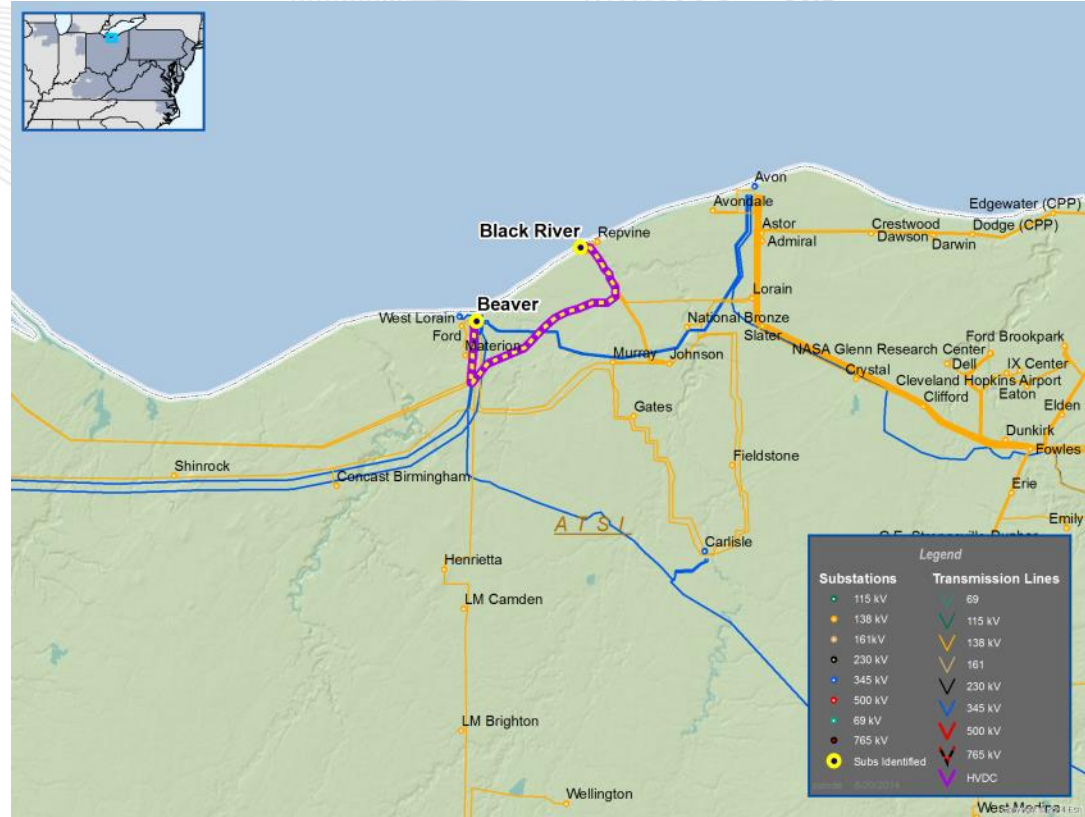 Avon
Avondale
Edgewater (CPP)
Astor
Crestwood
Dodge (CPP)
Black River
Repvine
Admiral
Dawson
Darwin
Beaver
Lorain
West Lorain
National Bronze
Ford
Slater
Ford Brookpark
Materion
Murray
Johnson
NASA Glenn Research Center
Dell
IX Center
Crystal
Cleveland Hopkins Airport
Eaton
Clifford
Elden
Gates
Dunkirk
Fowles
Shinrock
Fieldstone
Concast Birmingham
Erie
ATSI
Emily
Carlisle
Henrietta
LM Camden
LM Brighton
Wellington
West Medina
Legend
Substations
115 kV
138 kV
161kV
230 kV
345 kV
500 kV
69 kV
765 kV
Subs Identified
Transmission Lines
69
115 kV
138 kV
161
230 kV
345 kV
500 kV
765 kV
HVDC